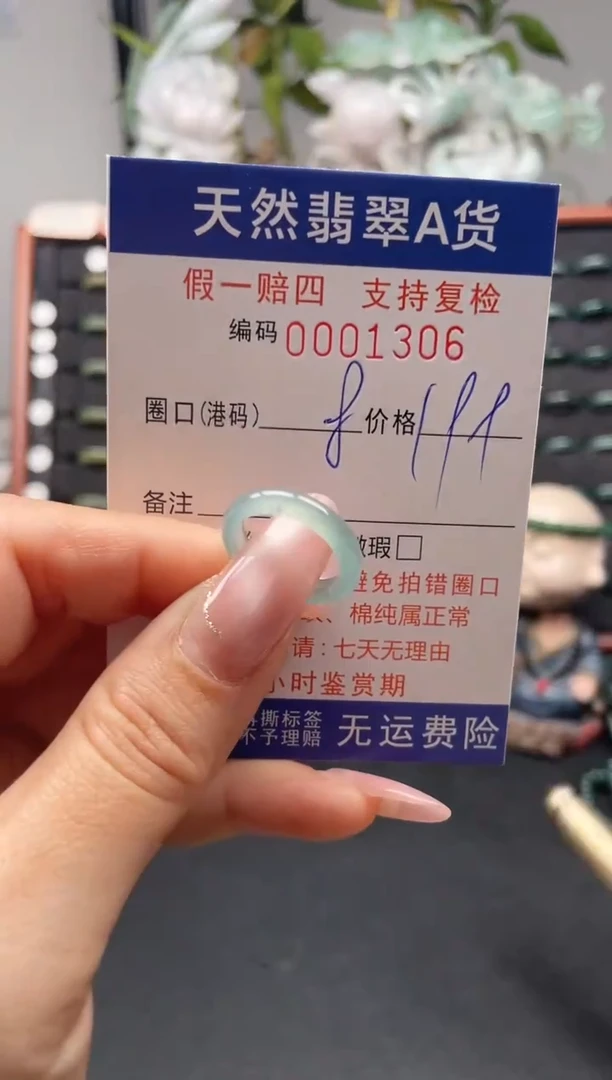 天然翡翠A货
假一赔四 支持复检
编码 0001306
圈口(港码) 8 价格
备注
瑕□
避免拍错圈口
、棉纯属正常
请:七天无理由
小时鉴赏期
撕标签
不予理赔 无运费险